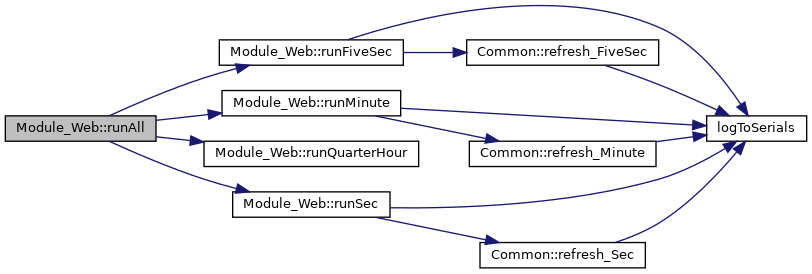 Module_Web::runAll
Module_Web::runFiveSec
Common::refresh_FiveSec
Module_Web::runMinute
logToSerials
Module_Web::runQuarterHour
Common::refresh_Minute
Module_Web::runSec
Common::refresh_Sec